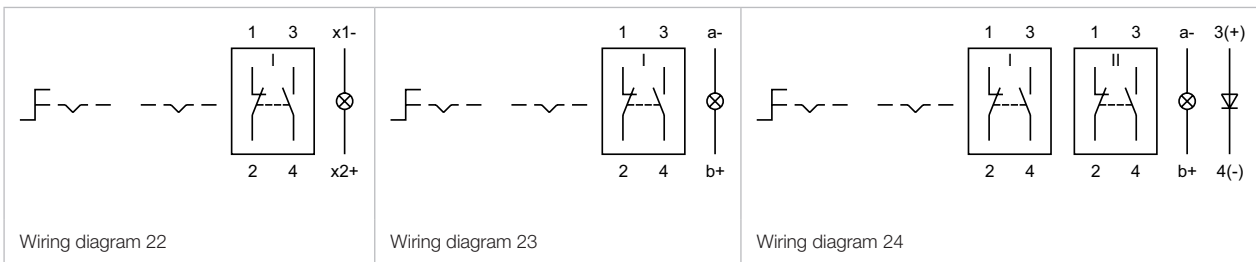 1 3 x1-
I
2 4 x2+
Wiring diagram 22
1 3 a-
I
2 4 b+
Wiring diagram 23
1 3 1 3 a- 3(+)
I II
2 4 2 4 b+ 4(-)
Wiring diagram 24